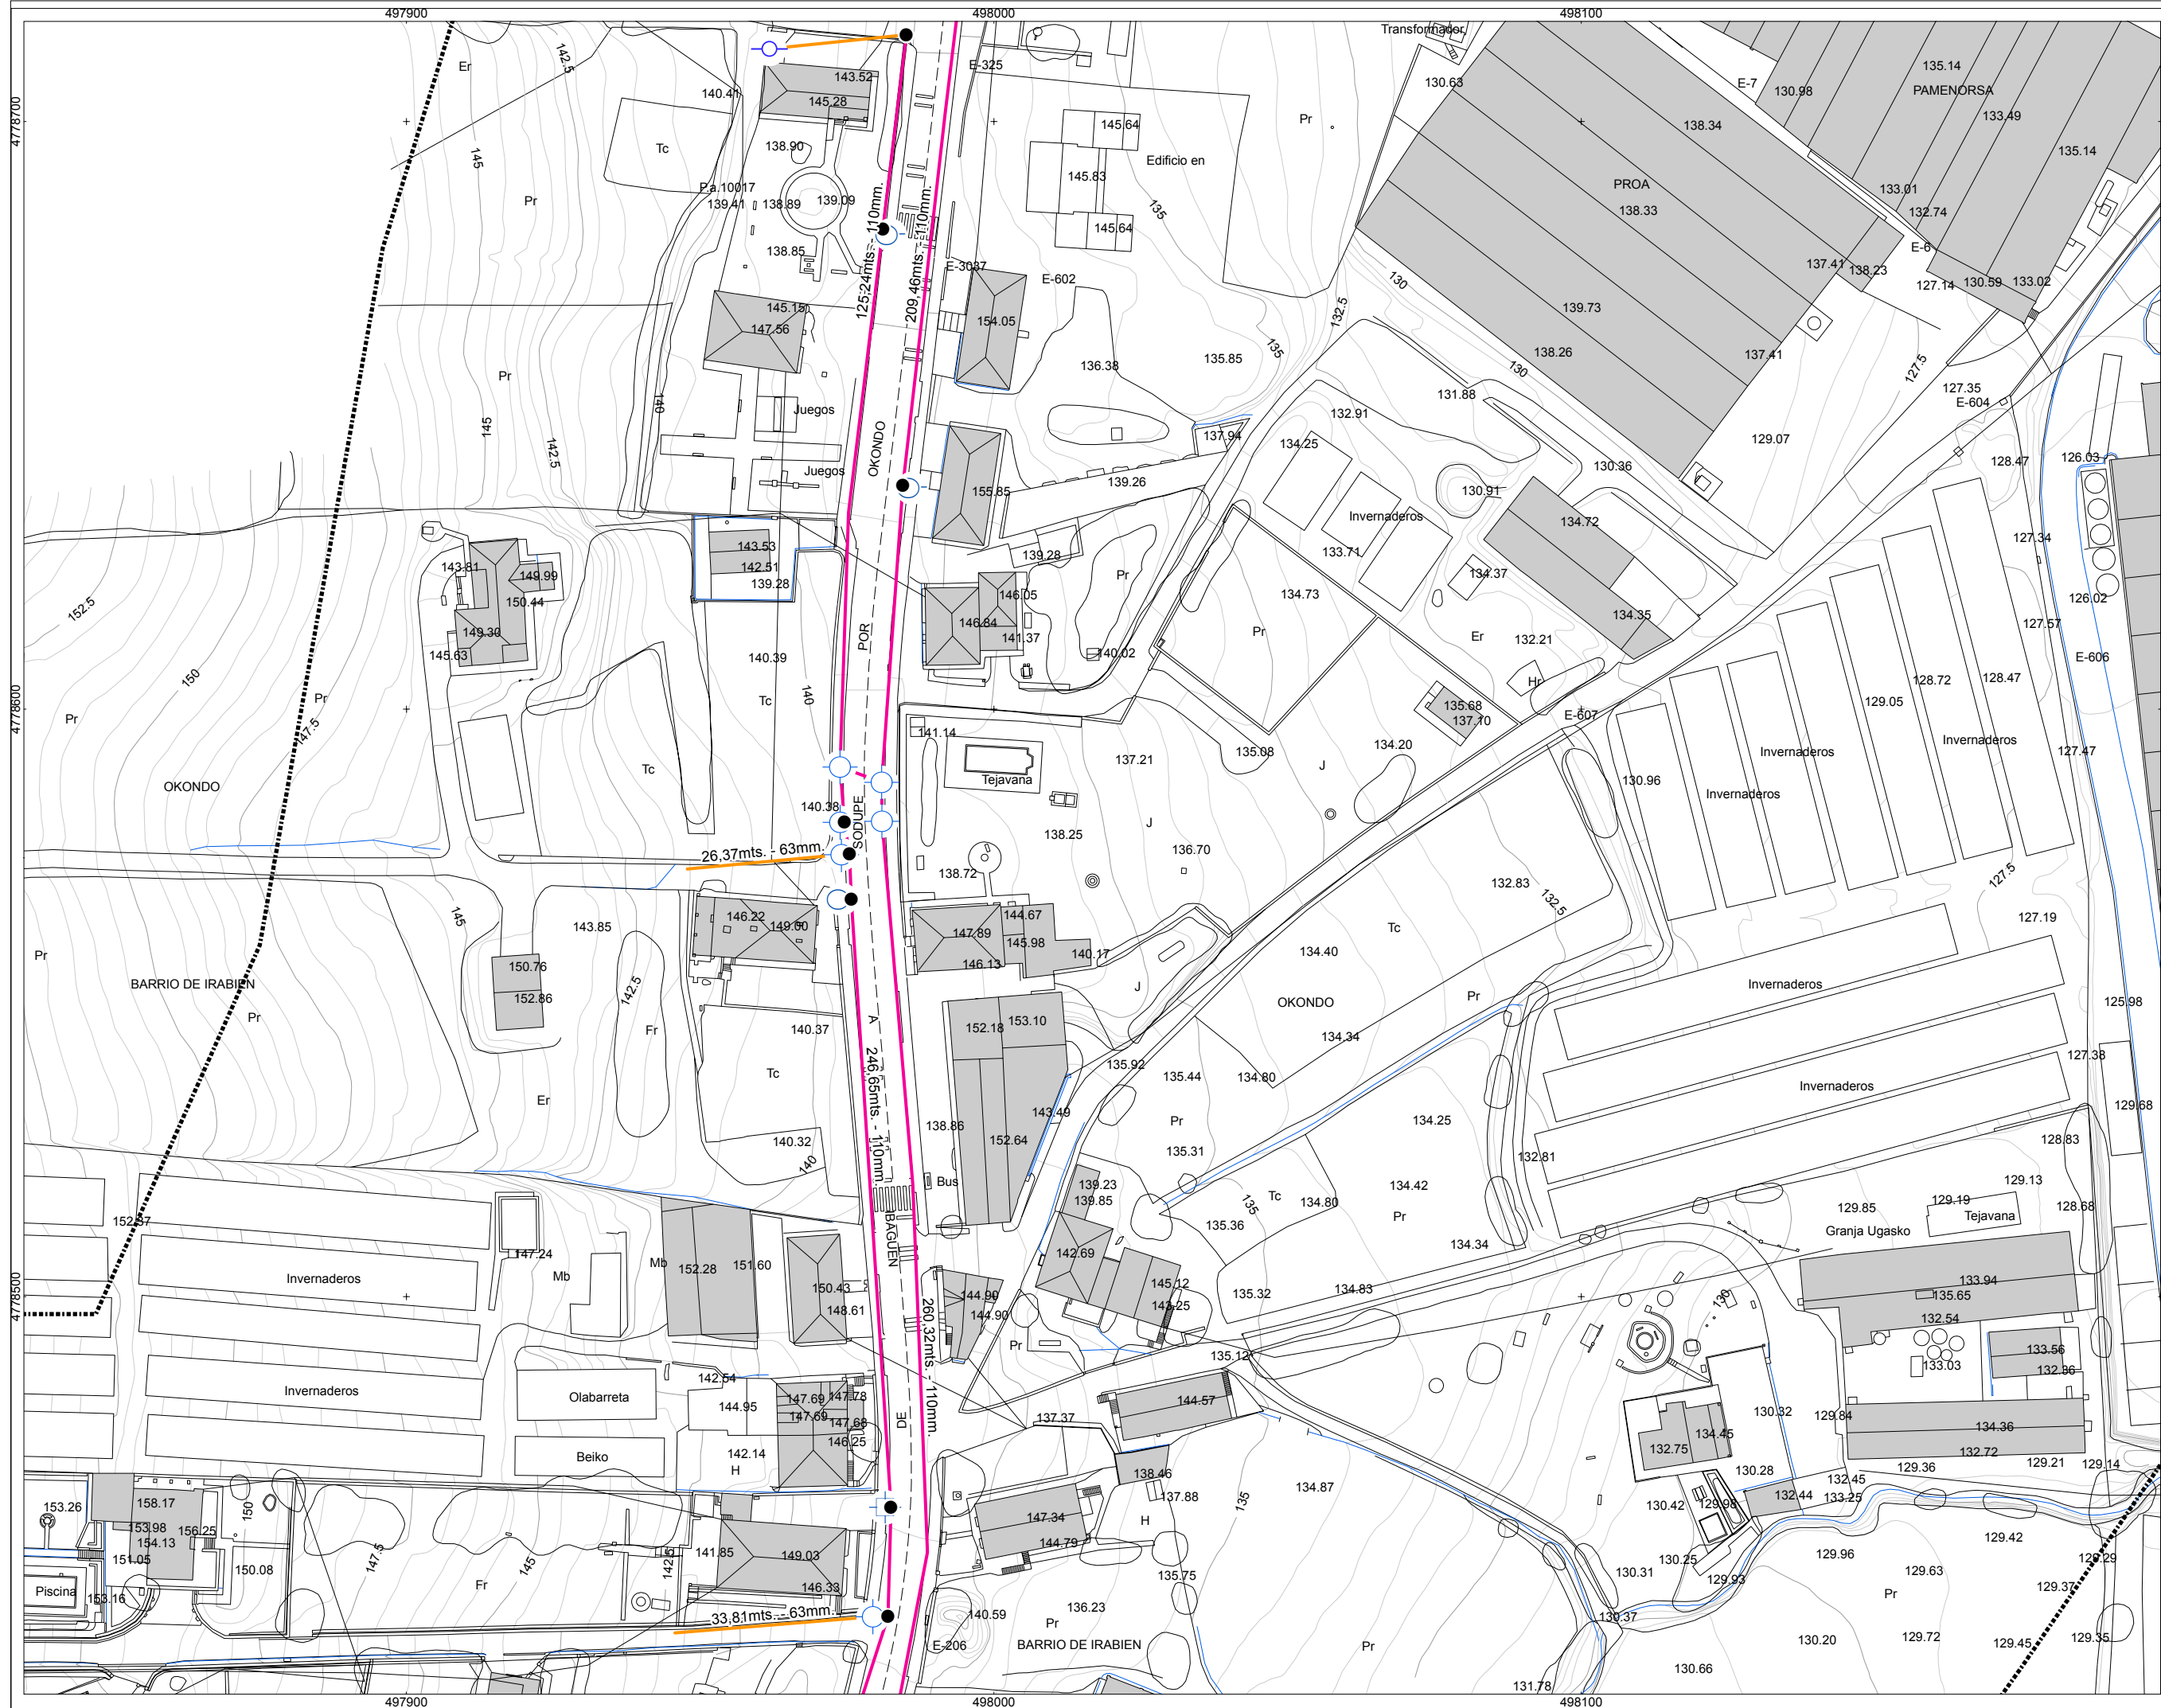 497900 498000 498100
4778700
4778600
4778500
Transformador
142.5
Er
E-325
143.52
145.28
140.41
130.63
E-7
130.98
135.14
PAMENORSA
133.49
138.34
135.14
145.64
Edificio en
Pr
Tc
138.90
145
P.a.10017
139.41
138.89
139.09
145.83
Pr
PROA
138.33
133.01
132.74
135
145.64
E-6
138.85
125,24mts. - 110mm.
209,46mts. - 110mm.
E-3037
E-602
137.41
138.23
127.14
130.59
133.02
130
145.15
147.56
154.05
139.73
132.5
138.26
137.41
135.85
135
136.38
130
127.5
Pr
140
Juegos
131.88
127.35
E-604
132.91
145
142.5
OKONDO
137.94
134.25
129.07
126.03
128.47
Juegos
130.36
155.85
139.26
130.91
Invernaderos
134.72
127.34
143.53
142.51
139.28
139.28
133.71
143.81
149.99
150.44
Pr
134.37
152.5
146.05
134.73
126.02
134.35
127.57
149.30
145.63
146.84
141.37
POR
Pr
Er
132.21
140.39
140.02
E-606
150
Pr
Tc
140
Hr
128.47
128.72
129.05
135.68
137.10
E-607
Pr
147.5
141.14
135.08
134.20
Invernaderos
Invernaderos
127.47
137.21
J
Tc
Tejavana
OKONDO
130.96
Invernaderos
140.38
SODUPE
138.25
J
26,37mts. - 63mm.
136.70
138.72
132.83
132.5
127.5
145
143.85
146.22
149.00
144.67
147.89
145.98
127.19
Tc
134.40
Pr
140.17
146.13
150.76
BARRIO DE IRABIEN
152.86
142.5
J
OKONDO
Pr
Invernaderos
125.98
Pr
Fr
140.37
A
152.18
153.10
134.34
127.38
135.92
135.44
134.80
Tc
246,65mts. - 110mm.
Invernaderos
Er
143.49
129.68
138.86
Pr
134.25
140.32
152.64
128.83
135.31
132.81
140
129.13
Bus
139.23
139.85
Tc
134.80
134.42
129.19
128.68
135
129.85
Tejavana
152.37
135.36
Pr
IBAGUEN
Granja Ugasko
147.24
142.69
134.34
Mb
152.28
151.60
Invernaderos
Mb
145.12
133.94
150.43
144.90
135.32
134.83
130
135.65
148.61
143.25
144.90
132.54
260,32mts. - 110mm.
Pr
135.12
133.56
133.03
132.36
142.54
Invernaderos
Olabarreta
147.69
147.78
144.95
144.57
147.69
147.68
DE
137.37
130.32
129.84
134.36
134.45
146.25
132.75
132.72
142.14
Beiko
H
130.28
129.36
129.21
129.14
138.46
132.45
134.87
137.88
132.44
133.25
153.26
158.17
150
135
130.42
129.98
153.98
156.25
147.34
H
154.13
129.42
144.79
151.05
150.08
147.5
145
142.5
141.85
149.03
129.96
130.25
129.29
130.31
129.63
Piscina
135.75
129.93
Fr
146.33
129.37
153.16
Pr
33,81mts. - 63mm.
140.59
136.23
130.37
Pr
E-206
BARRIO DE IRABIEN
Pr
130.20
129.72
129.45
129.35
130.66
131.78
497900 498000 498100